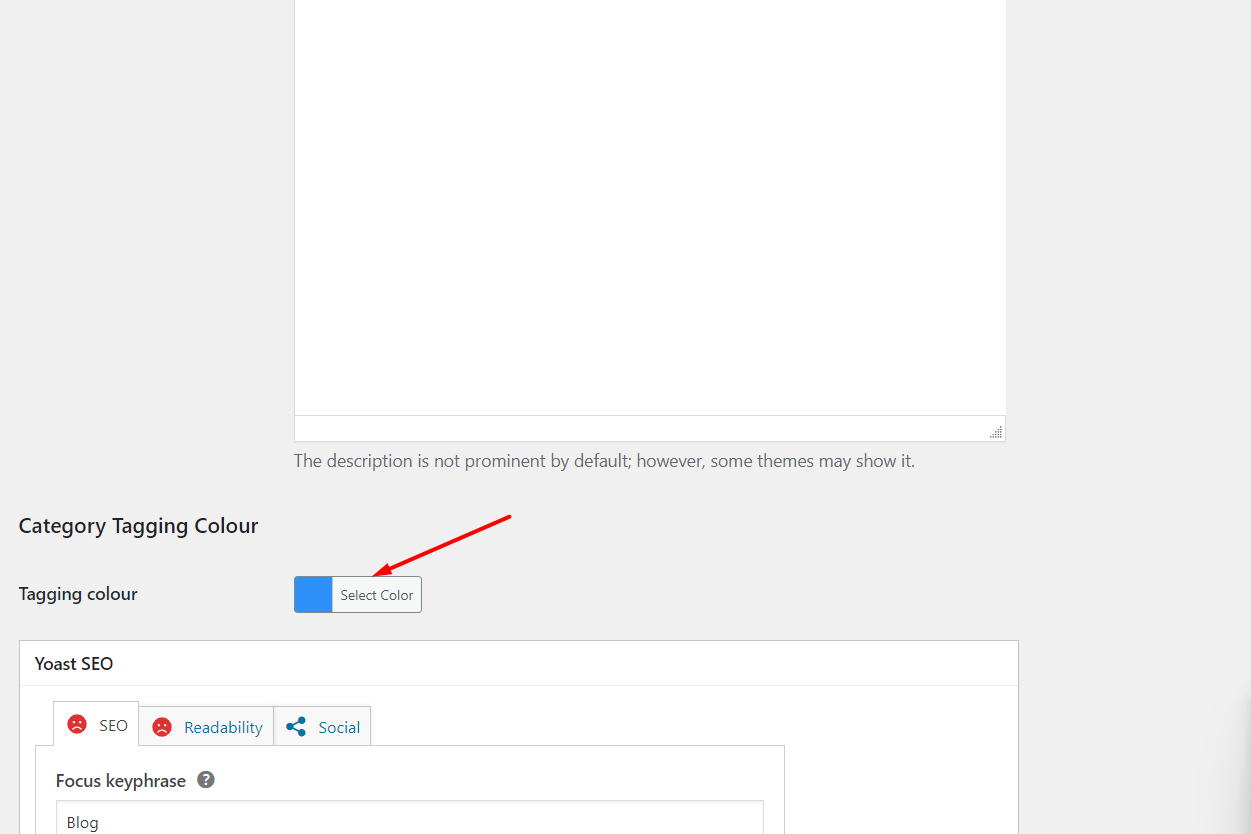 The description is not prominent by default; however, some themes may show it.
Category Tagging Colour
Tagging colour
Select Color
Yoast SEO
SEO
Readability
Social
Focus keyphrase ?
Blog